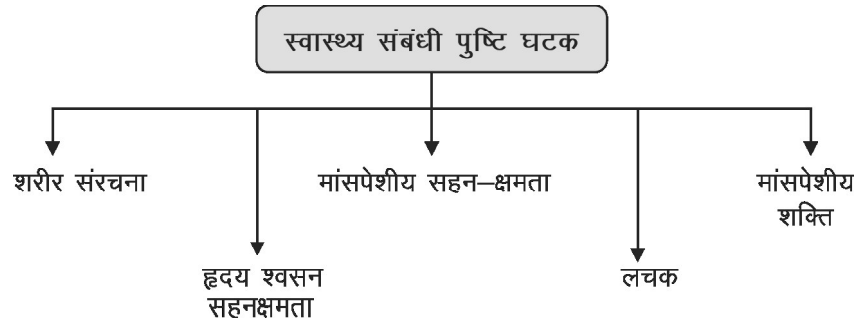 स्वास्थ्य संबंधी पुष्टि घटक
शरीर संरचना
मांसपेशीय सहन–क्षमता
मांसपेशीय
शक्ति
हृदय श्वसन
सहनक्षमता
लचक